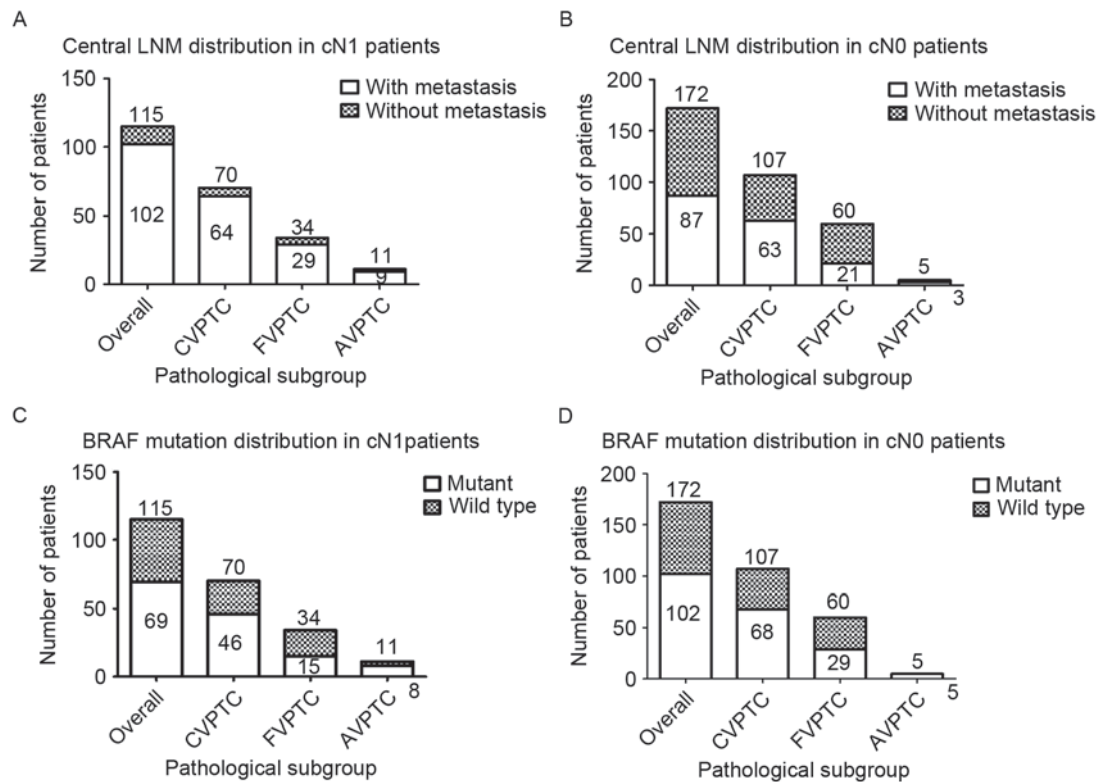 A
Central LNM distribution in cN1 patients
With metastasis
Without metastasis
Number of patients
150
100
50
0
115
102
70
64
34
29
11
9
Overall
CVPTC
FVPTC
AVPTC
Pathological subgroup
B
Central LNM distribution in cN0 patients
With metastasis
Without metastasis
Number of patients
200
150
100
50
0
172
87
107
63
60
21
5
3
Overall
CVPTC
FVPTC
AVPTC
Pathological subgroup
C
BRAF mutation distribution in cN1patients
Mutant
Wild type
Number of patients
150
100
50
0
115
69
70
46
34
15
11
8
Overall
CVPTC
FVPTC
AVPTC
Pathological subgroup
D
BRAF mutation distribution in cN0 patients
Mutant
Wild type
Number of patients
200
150
100
50
0
172
102
107
68
60
29
5
5
Overall
CVPTC
FVPTC
AVPTC
Pathological subgroup